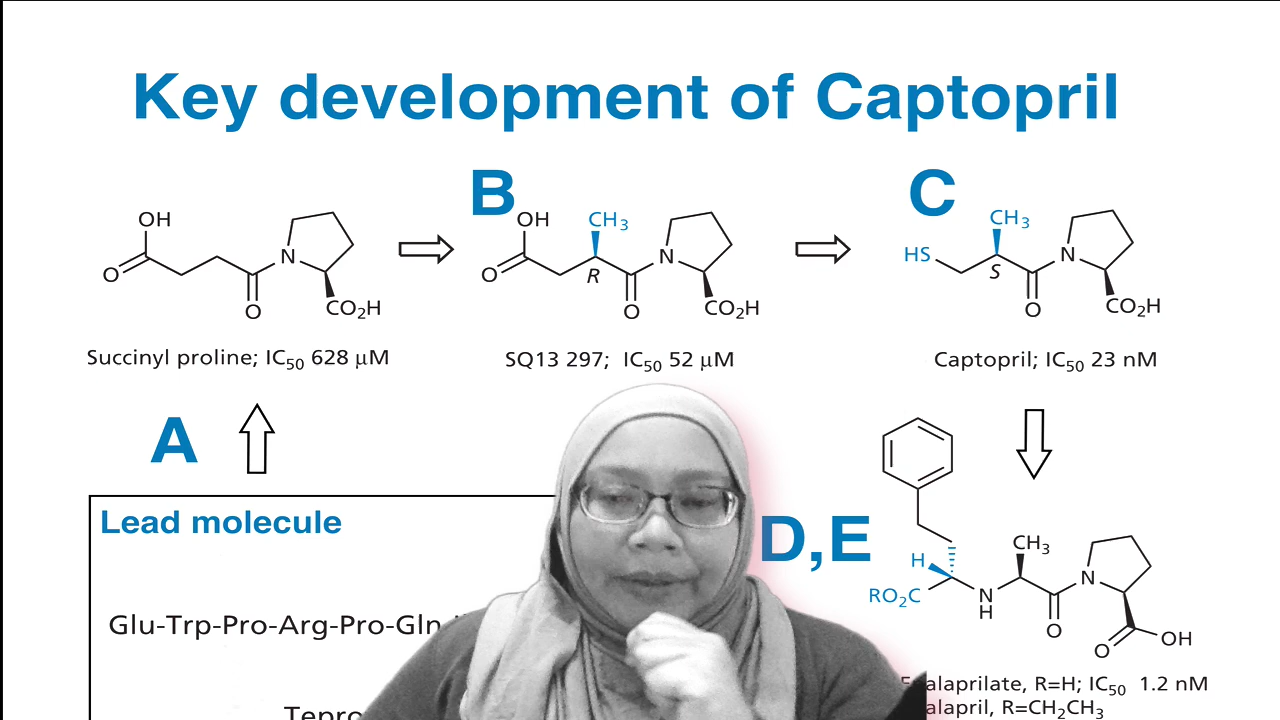 Key development of Captopril
B
C
OH
CH₃
CH₃
OH
HS
N
N
N
O
O
R
S
O
O
O
CO₂H
CO₂H
CO₂H
Succinyl proline; IC₅₀ 628 μM
SQ13 297; IC₅₀ 52 μM
Captopril; IC₅₀ 23 nM
A
Lead molecule
D,E
CH₃
H
N
RO₂C
N
H
O
O
OH
Glu-Trp-Pro-Arg-Pro-Gln
alaprilate, R=H; IC₅₀ 1.2 nM
alapril, R=CH₂CH₃
Tepro